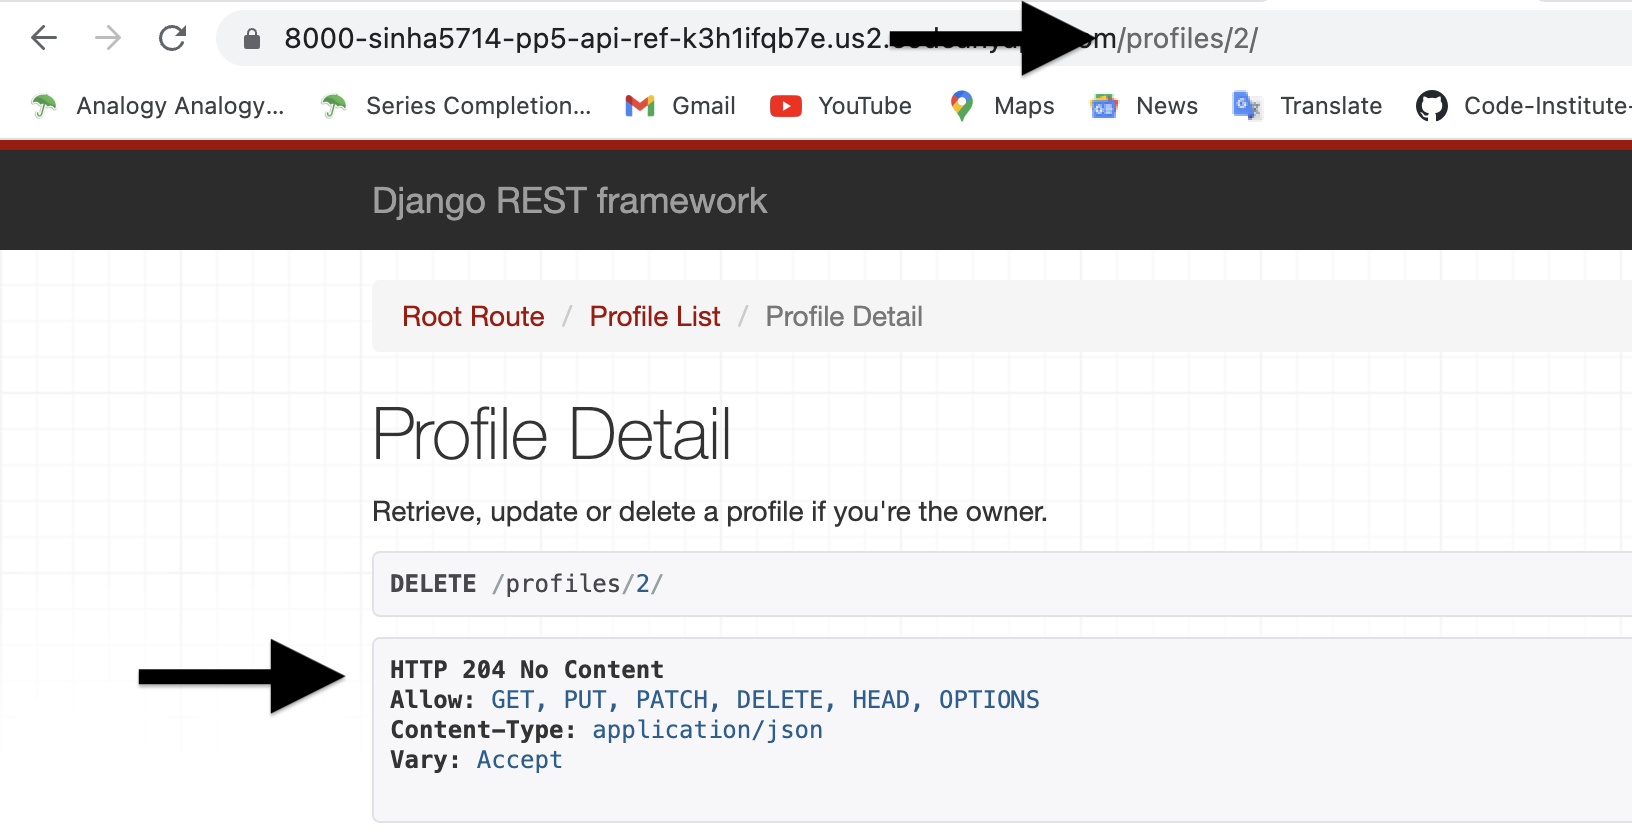 8000-sinha5714-pp5-api-ref-k3h1ifqb7e.us2. /profiles/2/
Analogy Analogy... Series Completion... Gmail YouTube Maps News Translate Code-Institute-
Django REST framework
Root Route / Profile List / Profile Detail
Profile Detail
Retrieve, update or delete a profile if you're the owner.
DELETE /profiles/2/
HTTP 204 No Content
Allow: GET, PUT, PATCH, DELETE, HEAD, OPTIONS
Content-Type: application/json
Vary: Accept